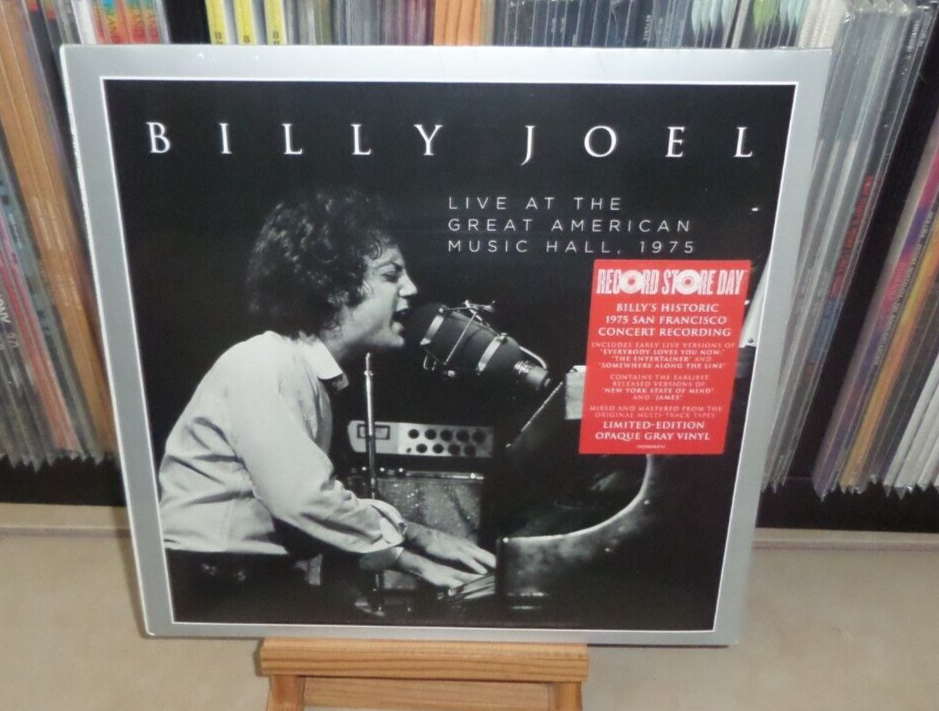 BILLY JOEL
LIVE AT THE
GREAT AMERICAN
MUSIC HALL, 1975
RECORD STORE DAY
BILLY'S HISTORIC
1975 SAN FRANCISCO
CONCERT RECORDING
INCLUDES EARLY LIVE VERSIONS OF
"EVERYBODY LOVES YOU NOW,"
"THE ENTERTAINER" AND
"SOMEWHERE ALONG THE LINE"
CONTAINS THE EARLIEST
RELEASED VERSIONS OF
"NEW YORK STATE OF MIND"
AND "JAMES"
MIXED AND MASTERED FROM THE
ORIGINAL MULTI-TRACK TAPES
LIMITED-EDITION
OPAQUE GRAY VINYL